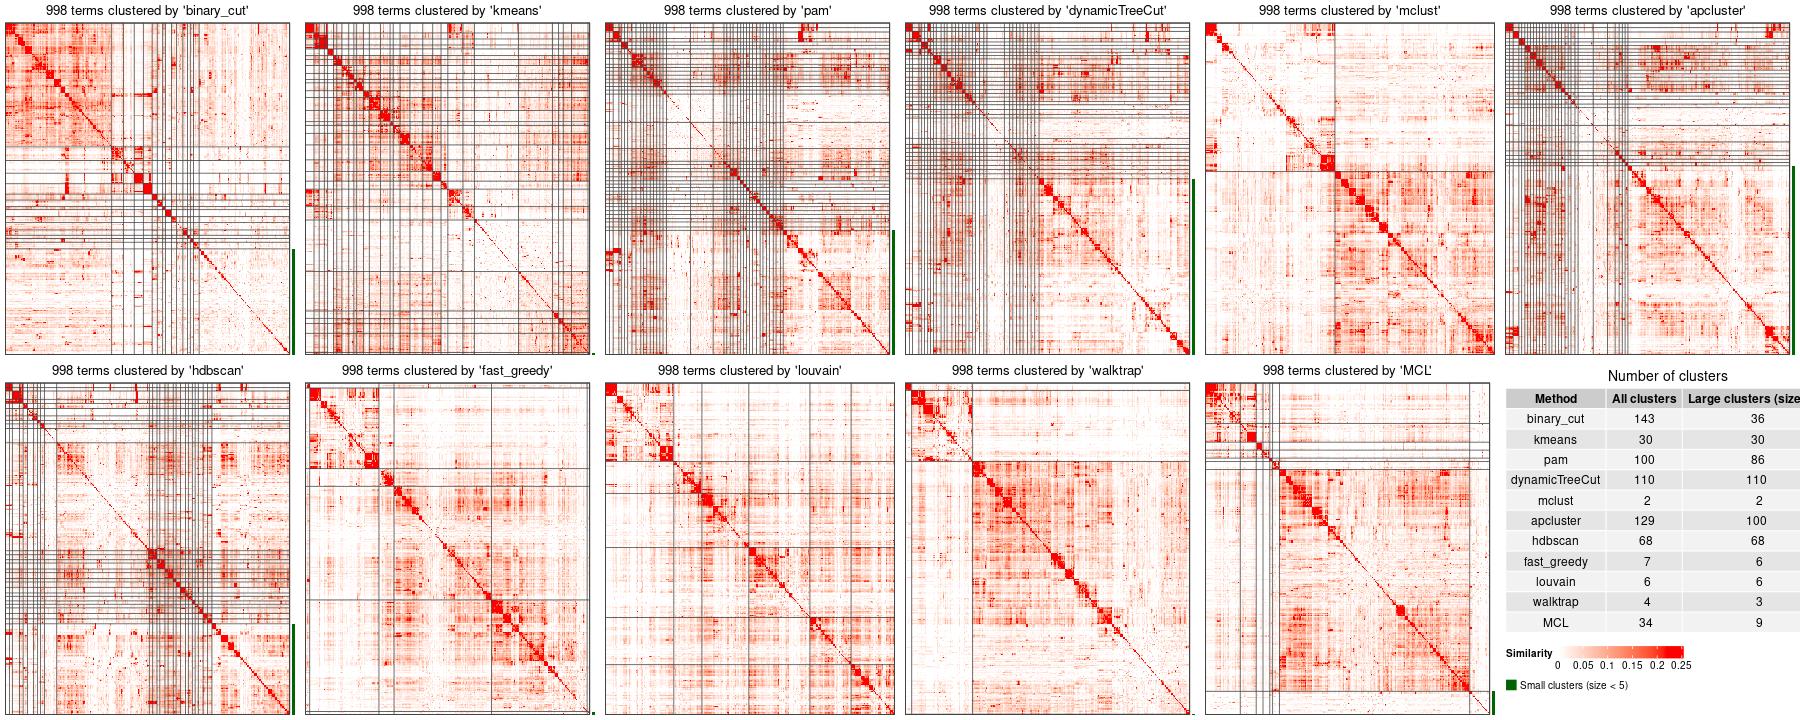 998 terms clustered by 'binary_cut'
998 terms clustered by 'kmeans'
998 terms clustered by 'pam'
998 terms clustered by 'dynamicTreeCut'
998 terms clustered by 'mclust'
998 terms clustered by 'apcluster'
998 terms clustered by 'hdbscan'
998 terms clustered by 'fast_greedy'
998 terms clustered by 'louvain'
998 terms clustered by 'walktrap'
998 terms clustered by 'MCL'
Number of clusters
Method All clusters Large clusters (size
binary_cut 143 36
kmeans 30 30
pam 100 86
dynamicTreeCut 110 110
mclust 2 2
apcluster 129 100
hdbscan 68 68
fast_greedy 7 6
louvain 6 6
walktrap 4 3
MCL 34 9
Similarity
0 0.05 0.1 0.15 0.2 0.25
Small clusters (size < 5)